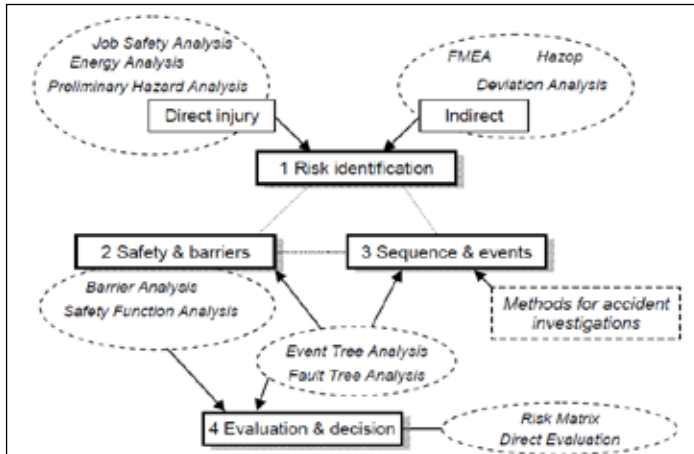 Job Safety Analysis
Energy Analysis
Preliminary Hazard Analysis
Direct injury
FMEA Hazop
Deviation Analysis
Indirect
1 Risk identification
2 Safety & barriers
3 Sequence & events
Barrier Analysis
Safety Function Analysis
Methods for accident
investigations
Event Tree Analysis
Fault Tree Analysis
4 Evaluation & decision
Risk Matrix
Direct Evaluation